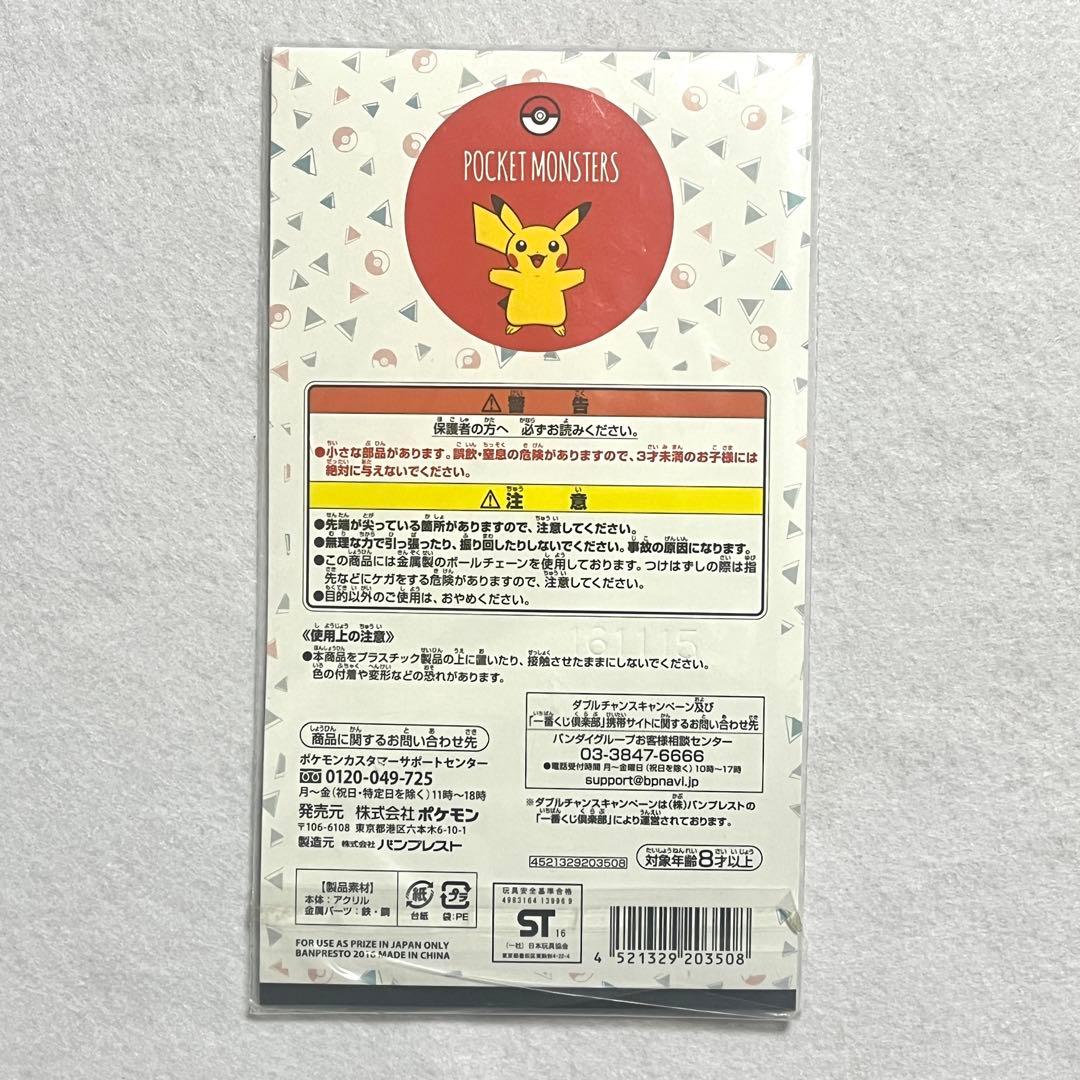 POCKET MONSTERS
警告
保護者の方へ 必ずお読みください。
●小さな部品があります。誤飲・窒息の危険がありますので、3才未満のお子様には
絶対に与えないでください。
注意
●先端が尖っている箇所がありますので、注意してください。
●無理な力で引っ張ったり、振り回したりしないでください。事故の原因になります。
●この商品には金属製のボールチェーンを使用しております。つけはずしの際は指
先などにケガをする危険がありますので、注意してください。
●目的以外のご使用は、おやめください。
161115
《使用上の注意》
●本商品をプラスチック製品の上に置いたり、接触させたままにしないでください。
色の付着や変形などの恐れがあります。
商品に関するお問い合わせ先
ポケモンカスタマーサポートセンター
0120-049-725
月~金(祝日・特定日を除く)11時~18時
発売元 株式会社ポケモン
〒106-6108 東京都港区六本木6-10-1
製造元 株式会社 バンプレスト
ダブルチャンスキャンペーン及び
「一番くじ倶楽部」携帯サイトに関するお問い合わせ先
バンダイグループお客様相談センター
03-3847-6666
●電話受付時間 月~金曜日(祝日を除く)10時~17時
support@bpnavi.jp
※ダブルチャンスキャンペーンは(株)バンプレストの
「一番くじ倶楽部」により運営されております。
4521329203508
対象年齢8才以上
【製品素材】
本体:アクリル
金属パーツ:鉄・鋼
紙
台紙
プラ
袋:PE
玩具安全基準合格
4983164139969
ST 16
(一社)日本玩具協会
東京都墨田区東駒形4-22-4
4 521329 203508
FOR USE AS PRIZE IN JAPAN ONLY
BANPRESTO 2016 MADE IN CHINA